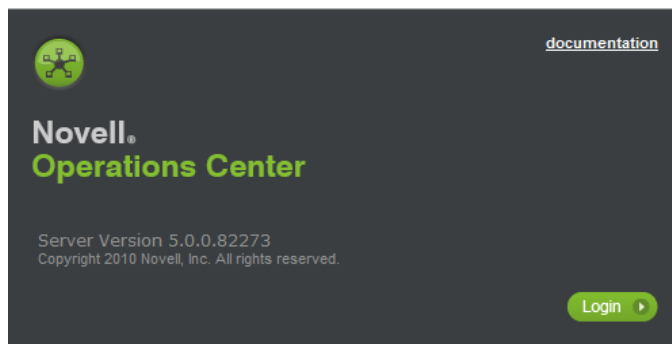 documentation
Novell®
Operations Center
Server Version 5.0.0.82273
Copyright 2010 Novell, Inc. All rights reserved.
Login